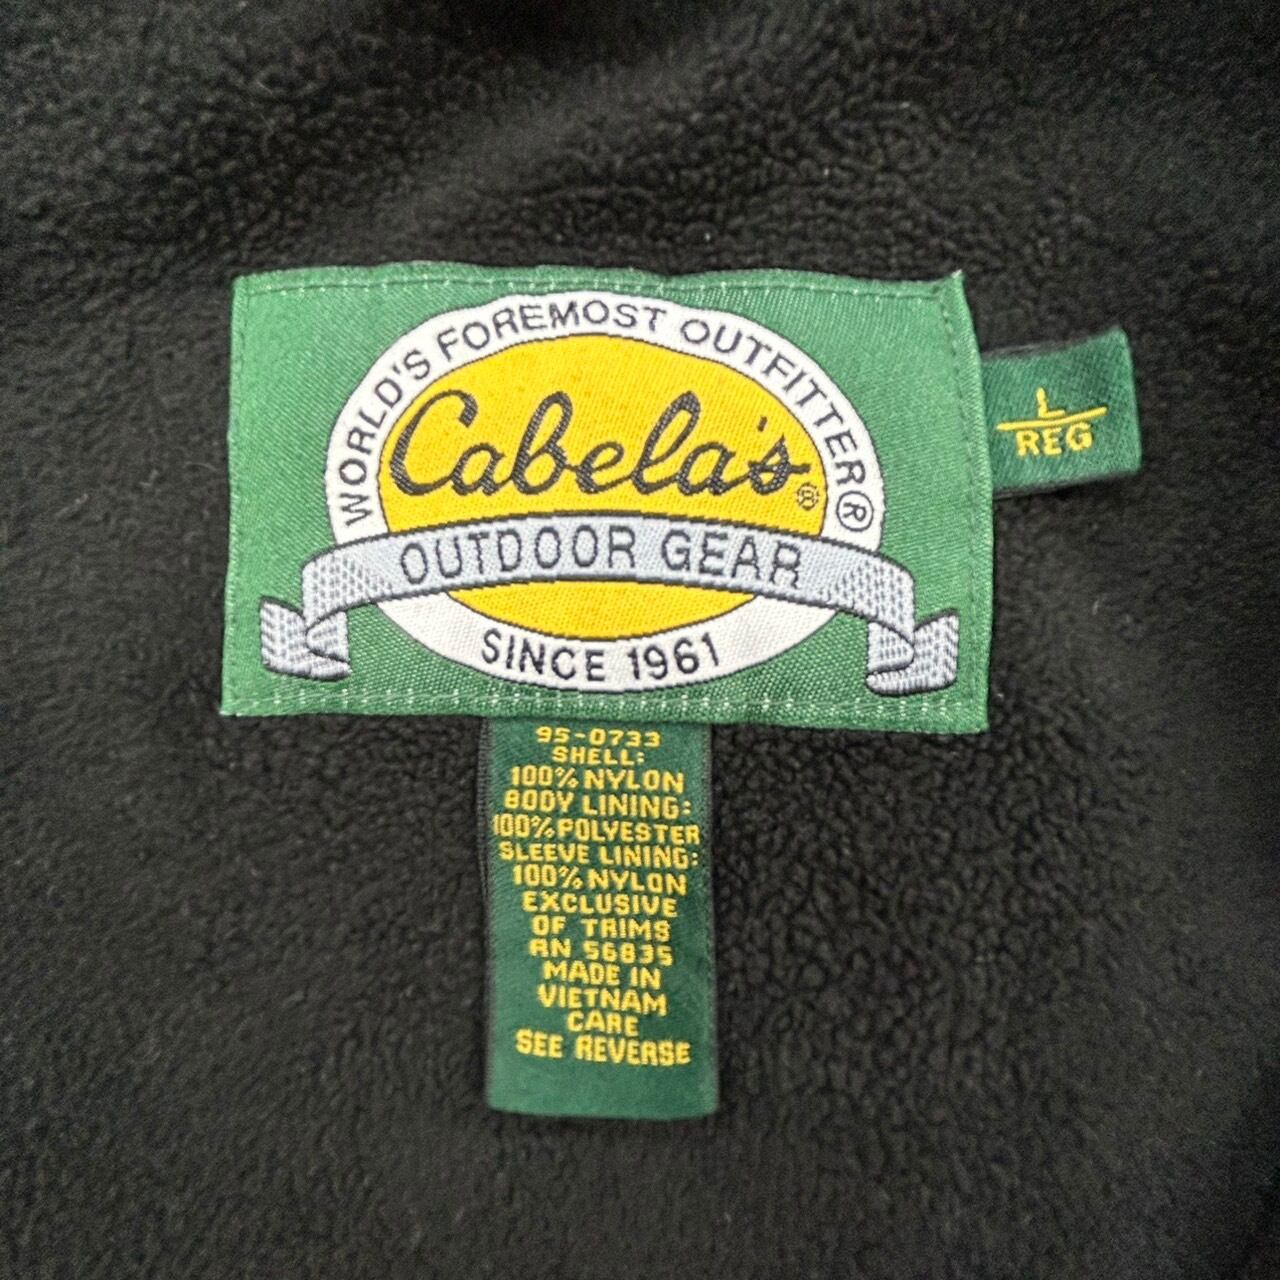 WORLD'S FOREMOST OUTFITTER®
Cabela's®
OUTDOOR GEAR
SINCE 1961
L
REG
95-0733
SHELL:
100% NYLON
BODY LINING:
100% POLYESTER
SLEEVE LINING:
100% NYLON
EXCLUSIVE
OF TRIMS
RN 56835
MADE IN
VIETNAM
CARE
SEE REVERSE